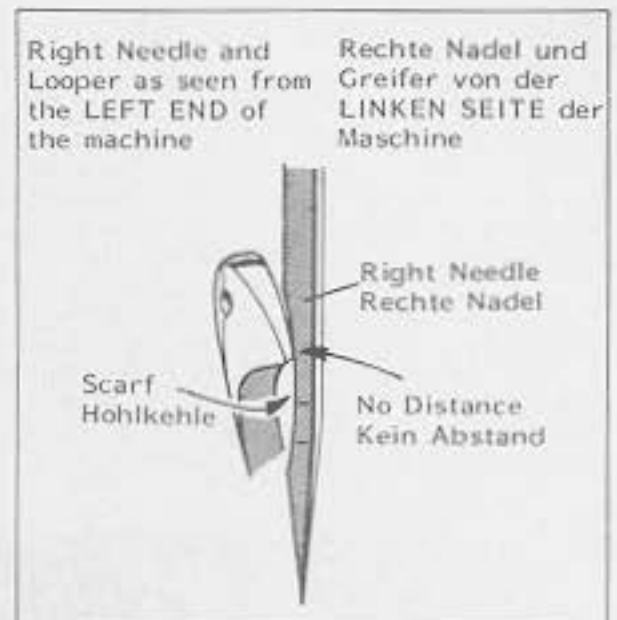 Right Needle and
Looper as seen from
the LEFT END of
the machine
Rechte Nadel und
Greifer von der
LINKEN SEITE der
Maschine
Right Needle
Rechte Nadel
Scarf
Hohlkehle
No Distance
Kein Abstand